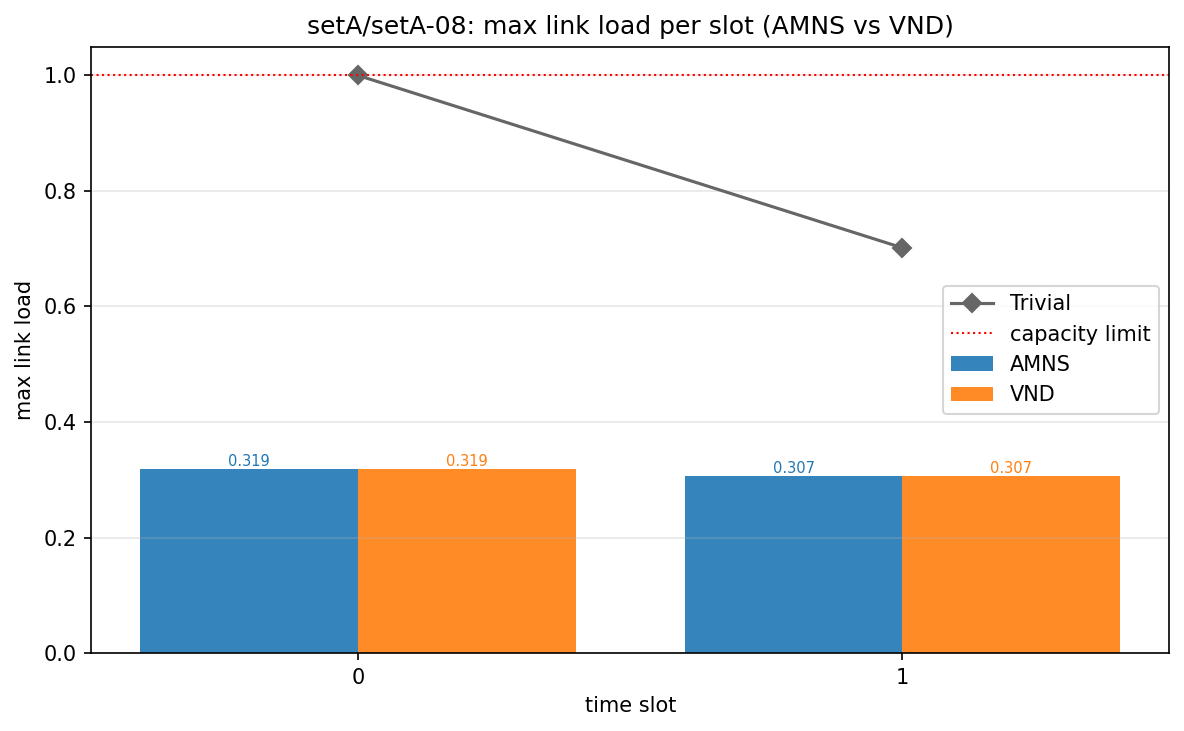 setA/setA-08: max link load per slot (AMNS vs VND)
max link load
1.0
0.8
0.6
0.4
0.2
0.0
Trivial
capacity limit
AMNS
VND
0.319
0.319
0.307
0.307
0
1
time slot